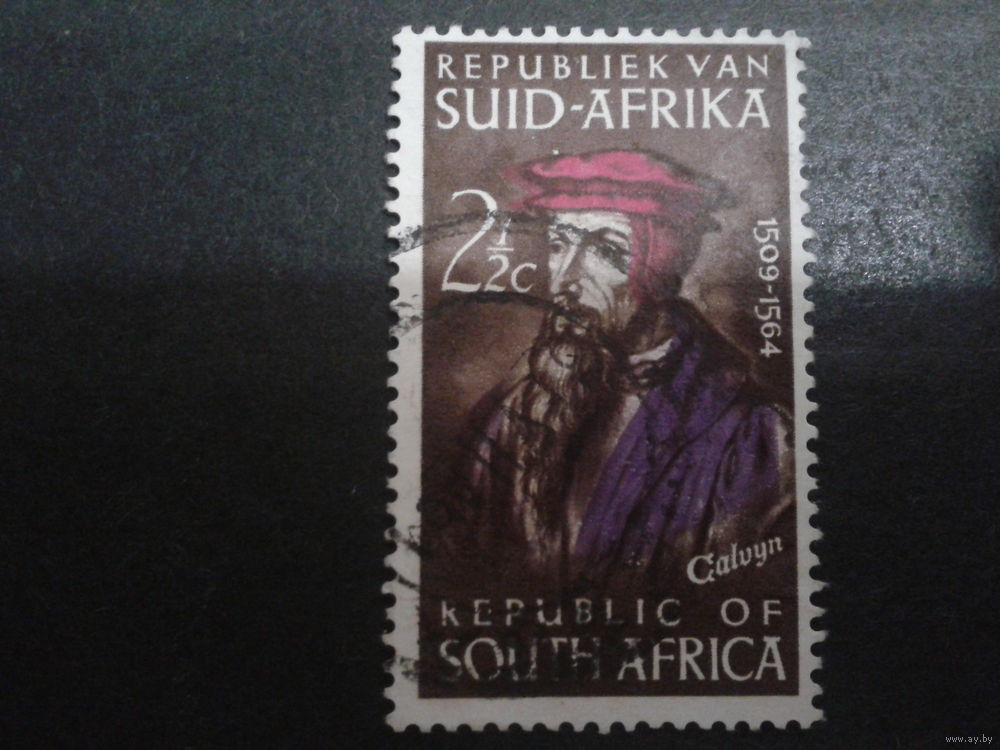 REPUBLIEK VAN
SUID-AFRIKA
2½c
1509-1564
Calvyn
REPUBLIC OF
SOUTH AFRICA
www.ay.by